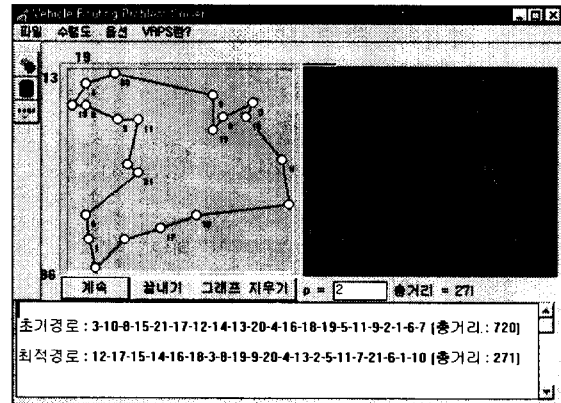 Vehicle Routing Problem Solver
파일 수렴도 옵션 VRPS란?
19
13
11
21
17
36
계속 끝내기 그래프 지우기 p = 2 총거리 = 271
초기경로 : 3-10-8-15-21-17-12-14-13-20-4-16-18-19-5-11-9-2-1-6-7 (총거리 : 720)
최적경로 : 12-17-15-14-16-18-3-8-19-9-20-4-13-2-5-11-7-21-6-1-10 (총거리 : 271)